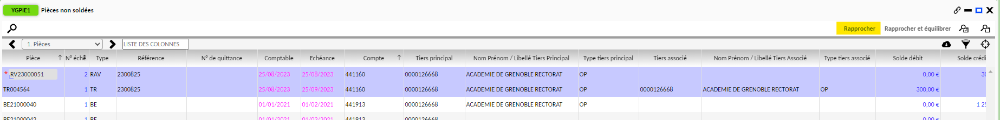 YGPIE1 Pièces non soldées
Rapprocher Rapprocher et équilibrer
1. Pièces LISTE DES COLONNES
Pièce N° éché. Type Référence N° de quittance Comptable Echéance Compte Tiers principal Nom Prénom / Libellé Tiers Principal Type tiers principal Tiers associé Nom Prénom / Libellé Tiers Associé Type tiers associé Solde débit Solde crédi
* RV23000051 2 RAV 2300825 25/08/2023 25/08/2023 441160 0000126668 ACADEMIE DE GRENOBLE RECTORAT OP 0,00 € 30
TR004564 1 TR 2300825 25/08/2023 25/09/2023 441160 0000126668 ACADEMIE DE GRENOBLE RECTORAT OP 0000126668 ACADEMIE DE GRENOBLE RECTORAT OP 300,00 €
BE21000040 1 BE 01/01/2021 01/02/2021 441913 0000126668 ACADEMIE DE GRENOBLE RECTORAT OP 0,00 € 1 25
BE21000042 1 BE 01/01/2021 01/02/2021 441913 0000126668 0,00 €